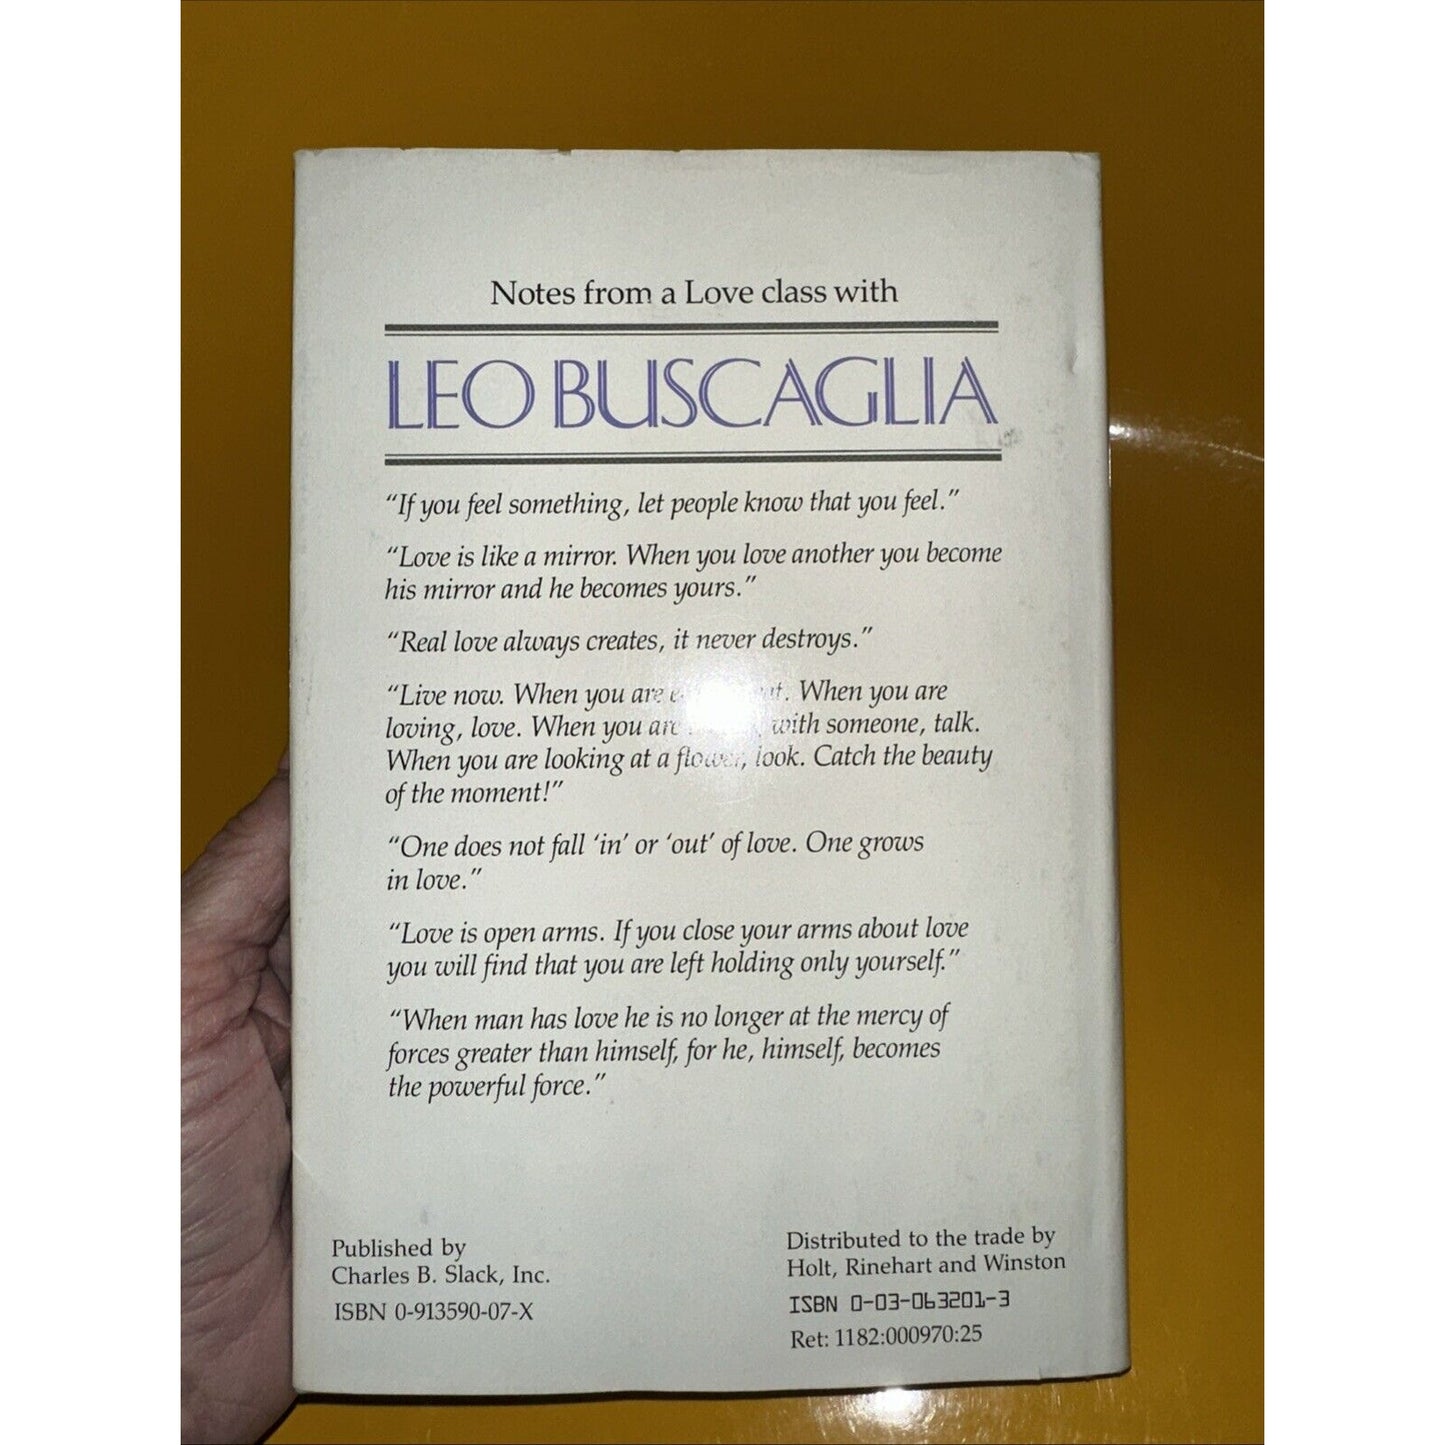 Notes from a Love class with
LEO BUSCAGLIA
“If you feel something, let people know that you feel.”
“Love is like a mirror. When you love another you become
his mirror and he becomes yours.”
“Real love always creates, it never destroys.”
“Live now. When you are When you are
loving, love. When you are with someone, talk.
When you are looking at a flower, look. Catch the beauty
of the moment!”
“One does not fall ‘in’ or ‘out’ of love. One grows
in love.”
“Love is open arms. If you close your arms about love
you will find that you are left holding only yourself.”
“When man has love he is no longer at the mercy of
forces greater than himself, for he, himself, becomes
the powerful force.”
Published by
Charles B. Slack, Inc.
ISBN 0-913590-07-X
Distributed to the trade by
Holt, Rinehart and Winston
ISBN 0-03-063201-3
Ret: 1182:000970:25